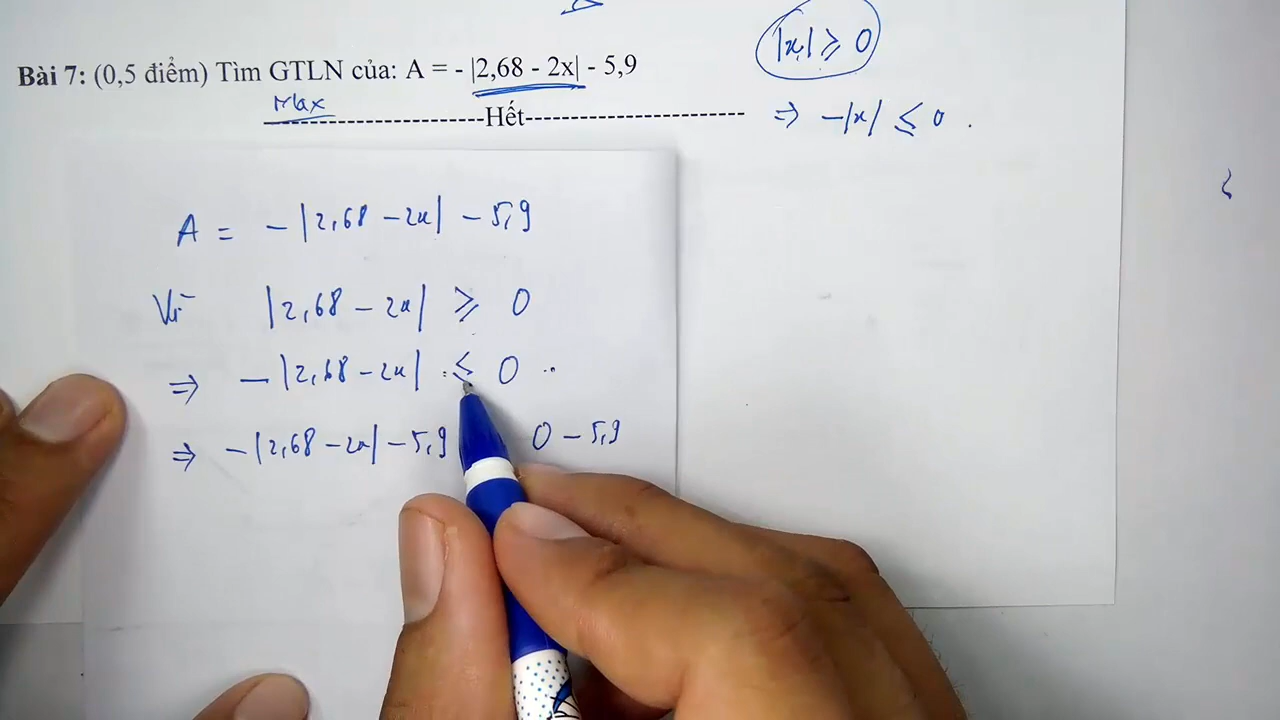 |x| ≥ 0
Bài 7: (0,5 điểm) Tìm GTLN của: A = - |2,68 - 2x| - 5,9
Max
-----------------------Hết-----------------------
⇒ -|x| ≤ 0 .
A = - |2,68 - 2x| - 5,9
Vì |2,68 - 2x| ≥ 0
⇒ - |2,68 - 2x| ≤ 0
⇒ - |2,68 - 2x| - 5,9 0 - 5,9